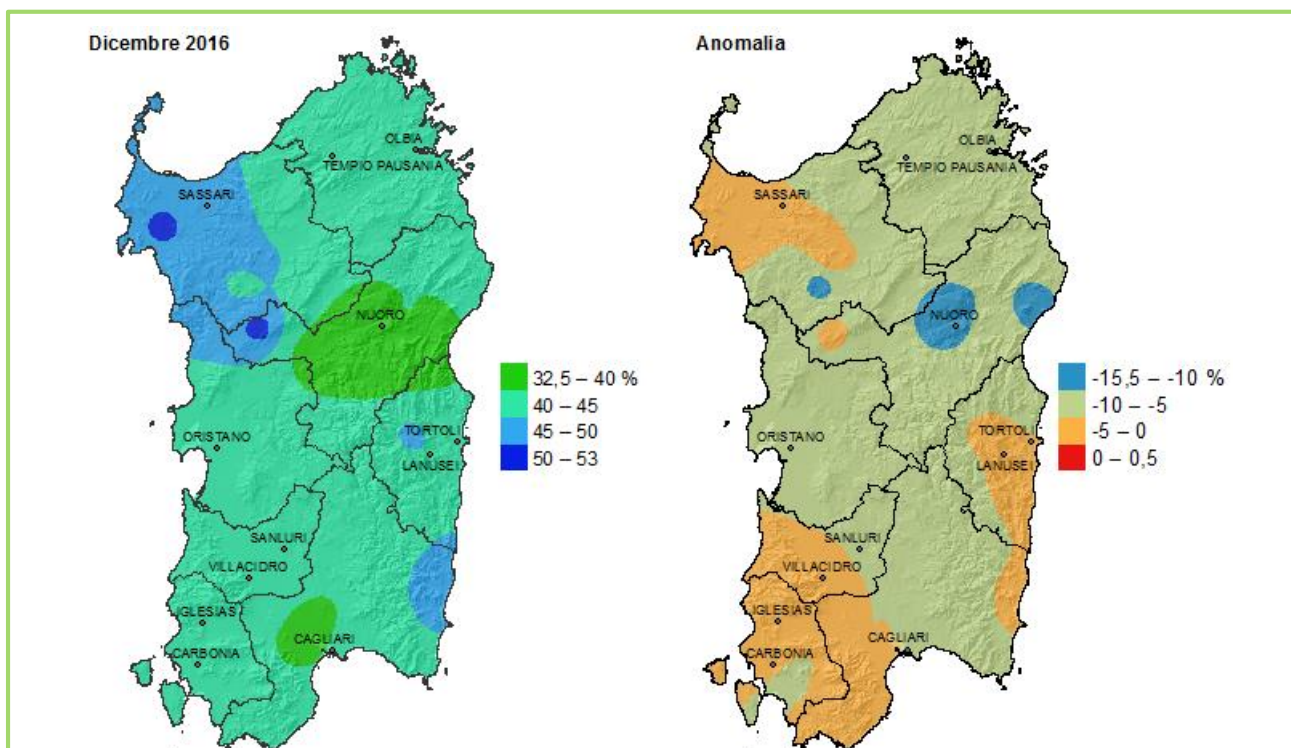 Dicembre 2016
OLBIA
TEMPIO PAUSANIA
SASSARI
NUORO
ORISTANO
TORTOLI
LANUSEI
SANLURI
VILLACIDRO
IGLESIAS
CAGLIARI
CARBONIA
32,5 – 40 %
40 – 45
45 – 50
50 – 53
Anomalia
OLBIA
TEMPIO PAUSANIA
SASSARI
NUORO
ORISTANO
TORTOLI
LANUSEI
SANLURI
VILLACIDRO
IGLESIAS
CAGLIARI
CARBONIA
-15,5 – -10 %
-10 – -5
-5 – 0
0 – 0,5